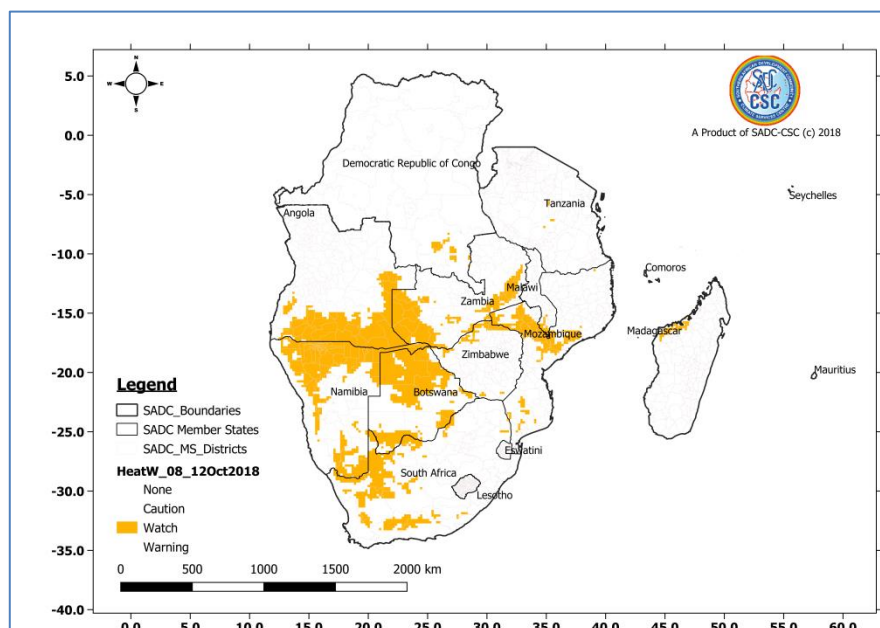 N
W E
S
5.0
0.0
-5.0
-10.0
-15.0
-20.0
-25.0
-30.0
-35.0
-40.0
SADC
CSC
A Product of SADC-CSC (c) 2018
Democratic Republic of Congo
Tanzania
Seychelles
Angola
Comoros
Malawi
Zambia
Mozambique
Madagascar
Zimbabwe
Mauritius
Namibia
Botswana
Eswatini
South Africa
Lesotho
Legend
SADC_Boundaries
SADC Member States
SADC_MS_Districts
HeatW_08_12Oct2018
None
Caution
Watch
Warning
0 500 1000 1500 2000 km
0.0 5.0 10.0 15.0 20.0 25.0 30.0 35.0 40.0 45.0 50.0 55.0 60.0